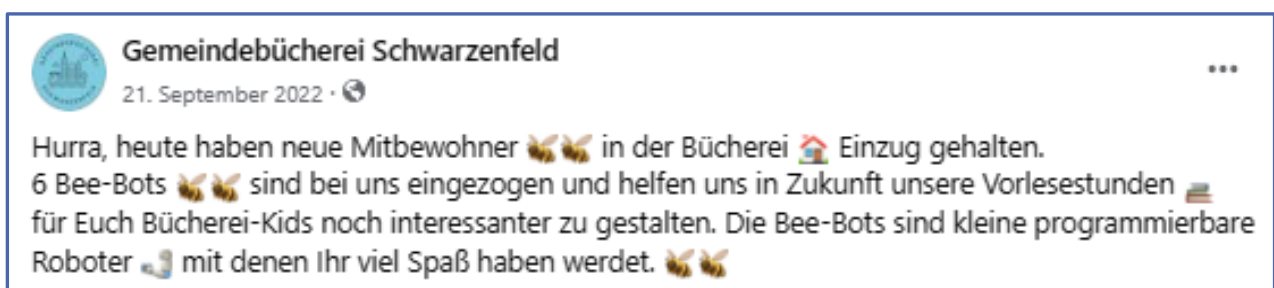 Gemeindebücherei Schwarzenfeld
21. September 2022 ·
Hurra, heute haben neue Mitbewohner 🐝🐝 in der Bücherei 🏠 Einzug gehalten.
6 Bee-Bots 🐝🐝 sind bei uns eingezogen und helfen uns in Zukunft unsere Vorlesestunden 📚
für Euch Bücherei-Kids noch interessanter zu gestalten. Die Bee-Bots sind kleine programmierbare
Roboter 🦾 mit denen Ihr viel Spaß haben werdet. 🐝🐝